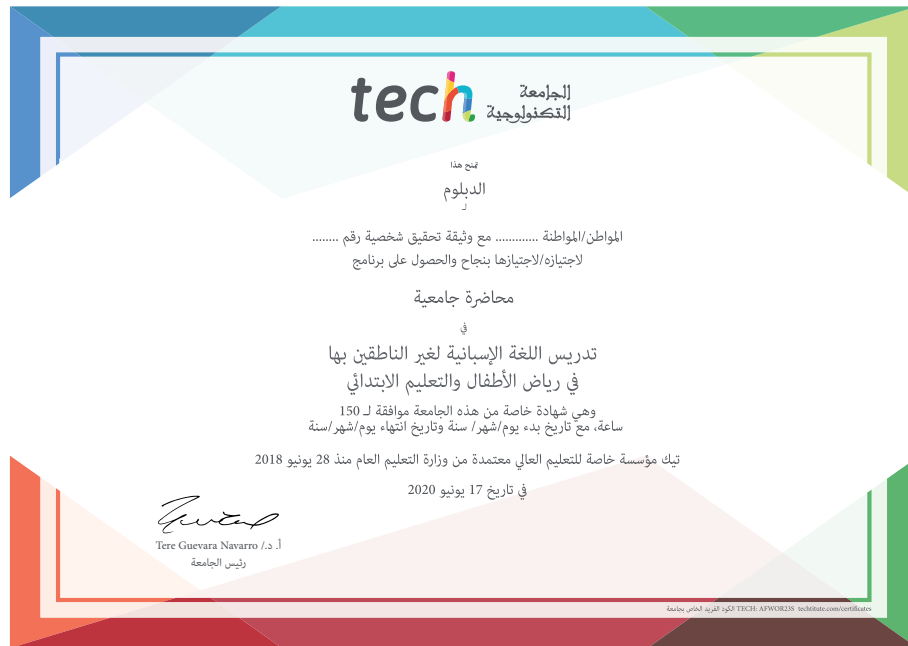 tech الجامعة
التكنولوجية
تمنح هذا
الدبلوم
لـ
المواطن/المواطنة ............. مع وثيقة تحقيق شخصية رقم ........
لاجتيازه/لاجتيازها بنجاح والحصول على برنامج
محاضرة جامعية
في
تدريس اللغة الإسبانية لغير الناطقين بها
في رياض الأطفال والتعليم الابتدائي
وهي شهادة خاصة من هذه الجامعة موافقة لـ 150
ساعة، مع تاريخ بدء يوم/شهر/ سنة وتاريخ انتهاء يوم/شهر/سنة
تيك مؤسسة خاصة للتعليم العالي معتمدة من وزارة التعليم العام منذ 28 يونيو 2018
في تاريخ 17 يونيو 2020
أ. د./ Tere Guevara Navarro
رئيس الجامعة
الكود الفريد الخاص بجامعة TECH: AFWOR23S techtitute.com/certificates